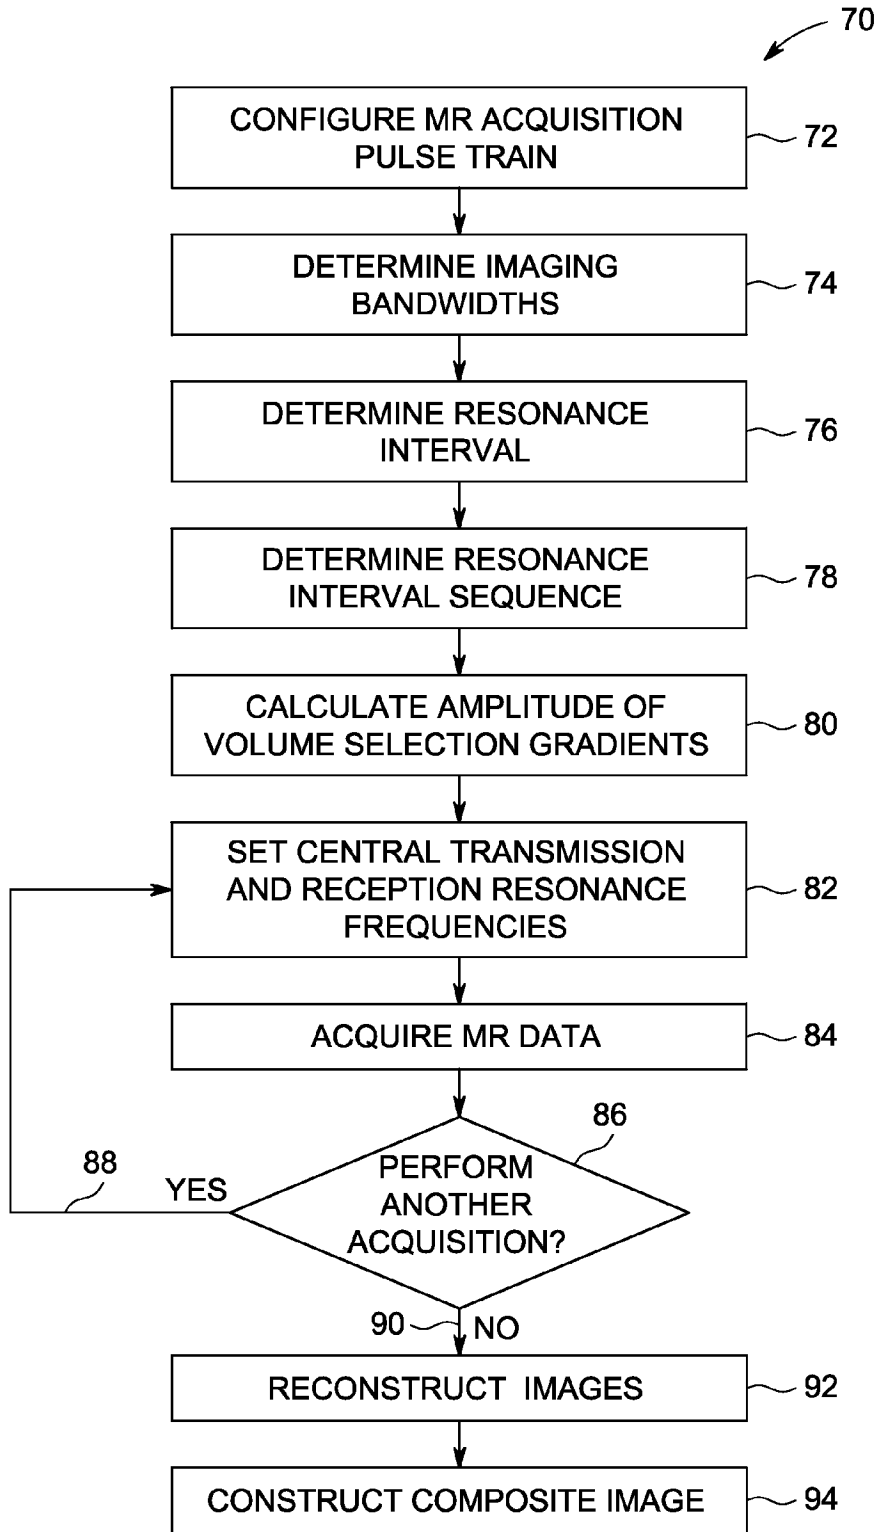 70
CONFIGURE MR ACQUISITION
PULSE TRAIN
72
DETERMINE IMAGING
BANDWIDTHS
74
DETERMINE RESONANCE
INTERVAL
76
DETERMINE RESONANCE
INTERVAL SEQUENCE
78
CALCULATE AMPLITUDE OF
VOLUME SELECTION GRADIENTS
80
SET CENTRAL TRANSMISSION
AND RECEPTION RESONANCE
FREQUENCIES
82
ACQUIRE MR DATA
84
86
PERFORM
ANOTHER
ACQUISITION?
88
YES
90
NO
RECONSTRUCT IMAGES
92
CONSTRUCT COMPOSITE IMAGE
94